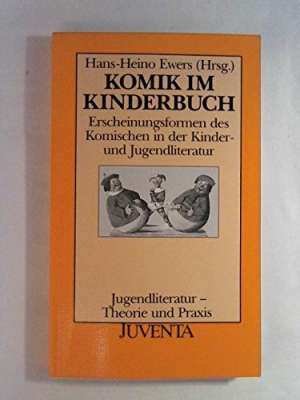 Hans-Heino Ewers (Hrsg.)
KOMIK IM
KINDERBUCH
Erscheinungsformen des
Komischen in der Kinder-
und Jugendliteratur
Jugendliteratur –
Theorie und Praxis
JUVENTA